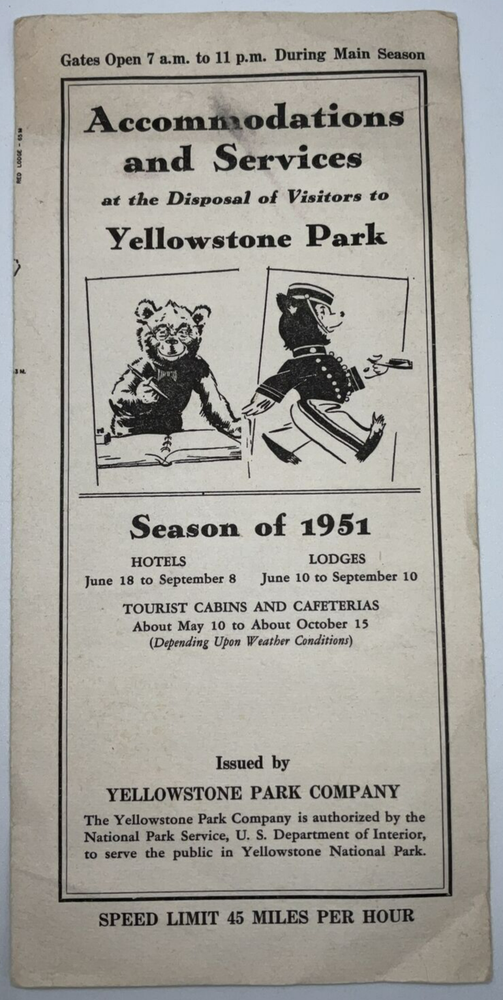 Gates Open 7 a.m. to 11 p.m. During Main Season
Accommodations
and Services
at the Disposal of Visitors to
Yellowstone Park
Season of 1951
HOTELS
June 18 to September 8
LODGES
June 10 to September 10
TOURIST CABINS AND CAFETERIAS
About May 10 to About October 15
(Depending Upon Weather Conditions)
Issued by
YELLOWSTONE PARK COMPANY
The Yellowstone Park Company is authorized by the
National Park Service, U. S. Department of Interior,
to serve the public in Yellowstone National Park.
SPEED LIMIT 45 MILES PER HOUR
RED LODGE